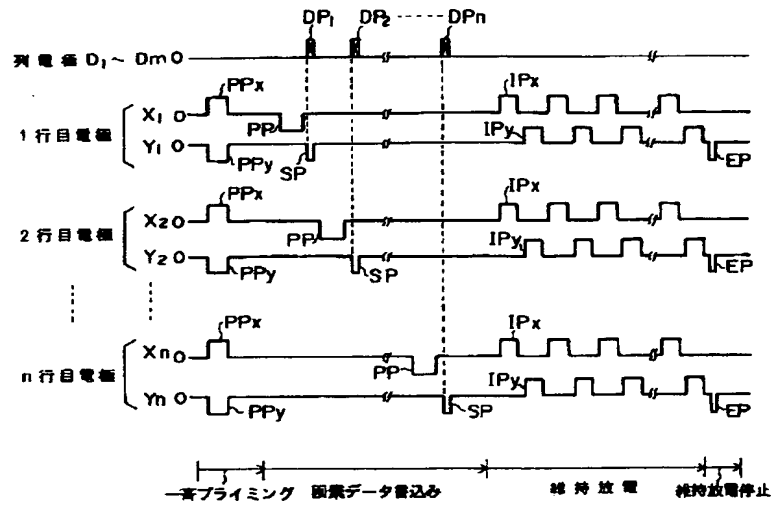 DP₁ DP₂ DPn
列電極 D₁～Dm 0
PPx IPx
1行目電極 X₁ 0 PP
Y₁ 0 PPy SP IPy EP
PPx IPx
2行目電極 X₂ 0 PP
Y₂ 0 PPy SP IPy EP
PPx IPx
n行目電極 Xn 0 PP
Yn 0 PPy SP IPy EP
一斉プライミング 画素データ書込み 維持放電 維持放電停止